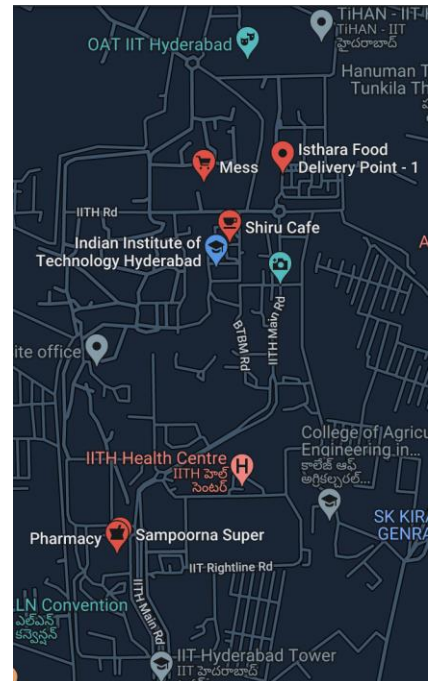 TiHAN - IIT H
TiHAN - IIT
హైదరాబాద్
OAT IIT Hyderabad
Hanuman T
Tunkila Th
Isthara Food
Delivery Point - 1
Mess
IITH Rd
Shiru Cafe
Indian Institute of
Technology Hyderabad
A
BTBM Rd
IITH Main Rd
ite office
College of Agricu
Engineering in...
కాలేజ్ ఆఫ్
అగ్రికల్చరల్...
IITH Health Centre
IITH హెల్త్
సెంటర్
H
SK KIRA
GENRA
Pharmacy
Sampoorna Super
IIT Rightline Rd
LN Convention
ఎల్ఎన్
కన్వెన్షన్
IITH Main Rd
IIT Hyderabad Tower
IIT హైదరాబాద్